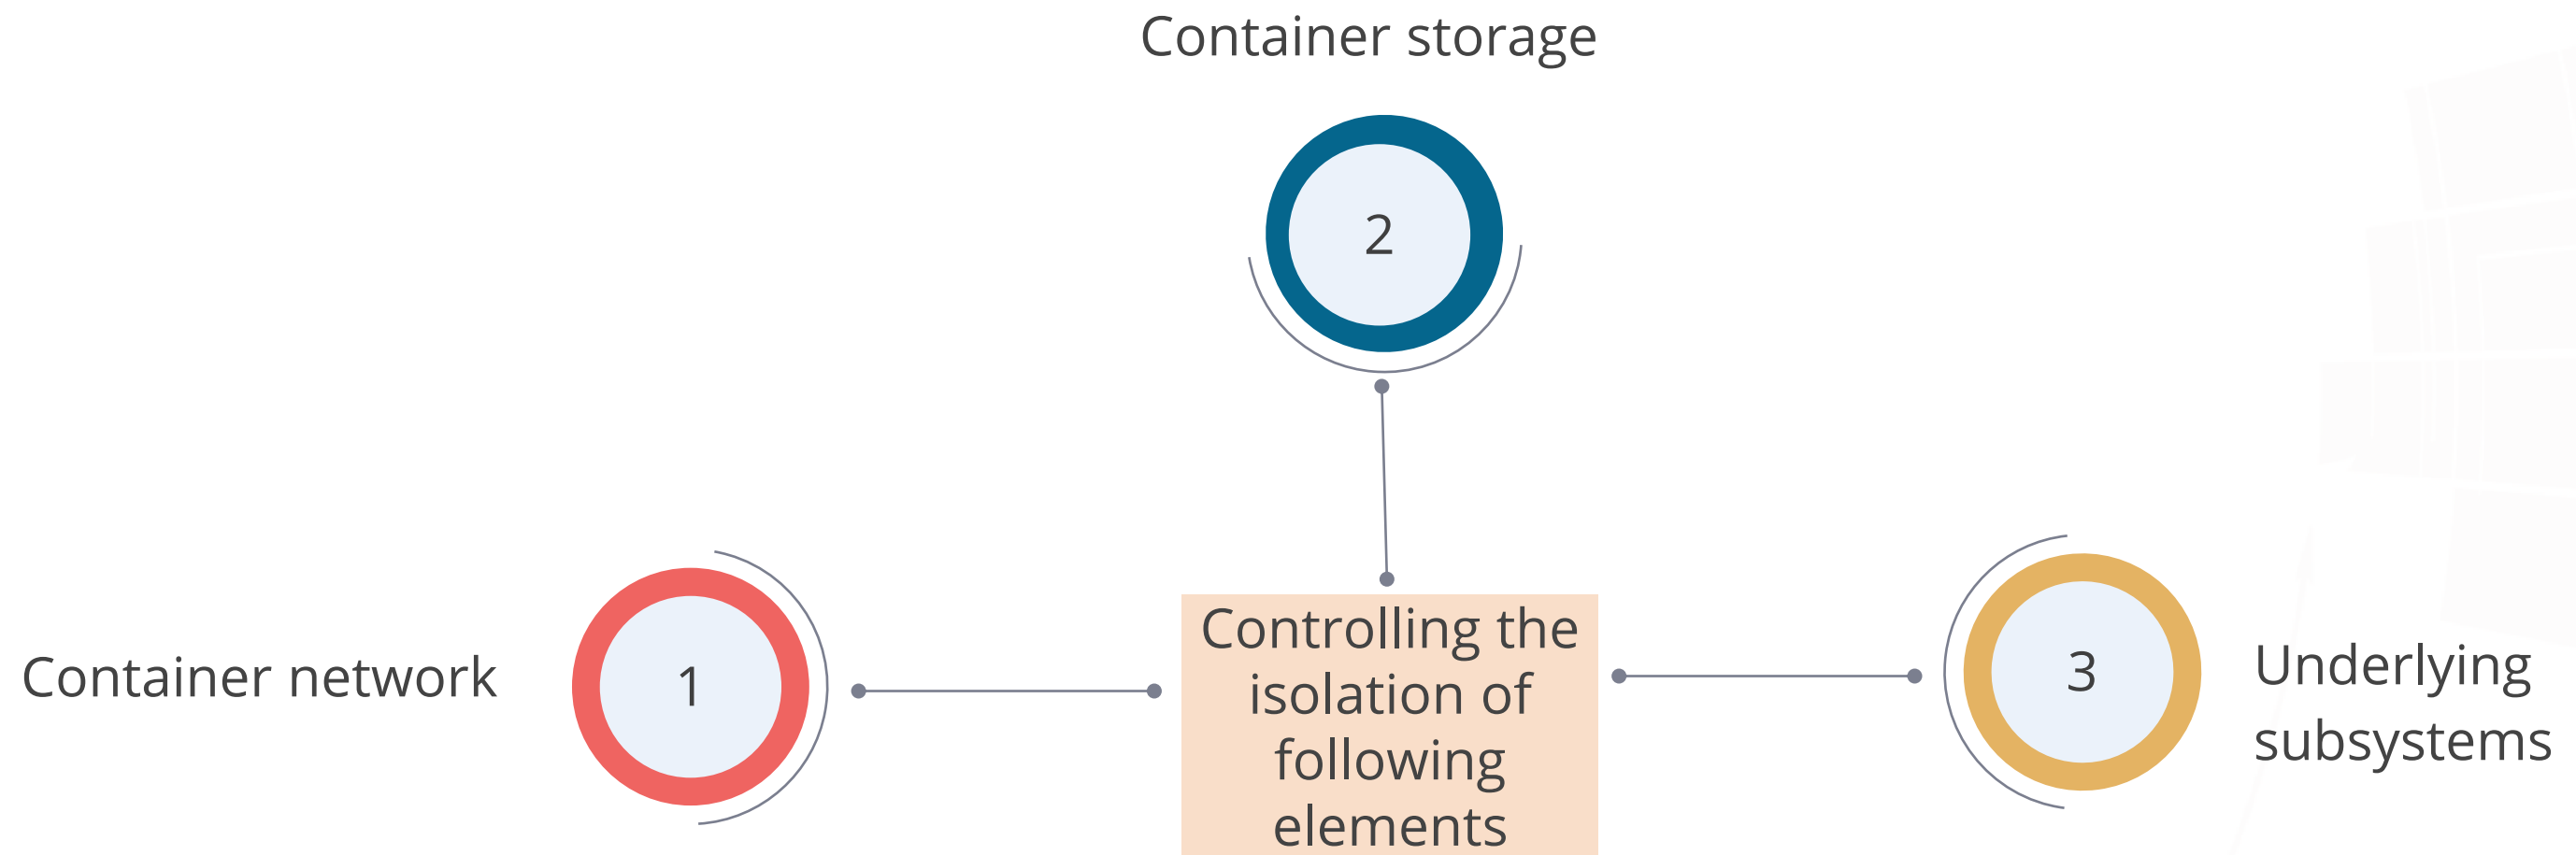 Container storage
2
Container network
1
Controlling the
isolation of
following
elements
3
Underlying
subsystems